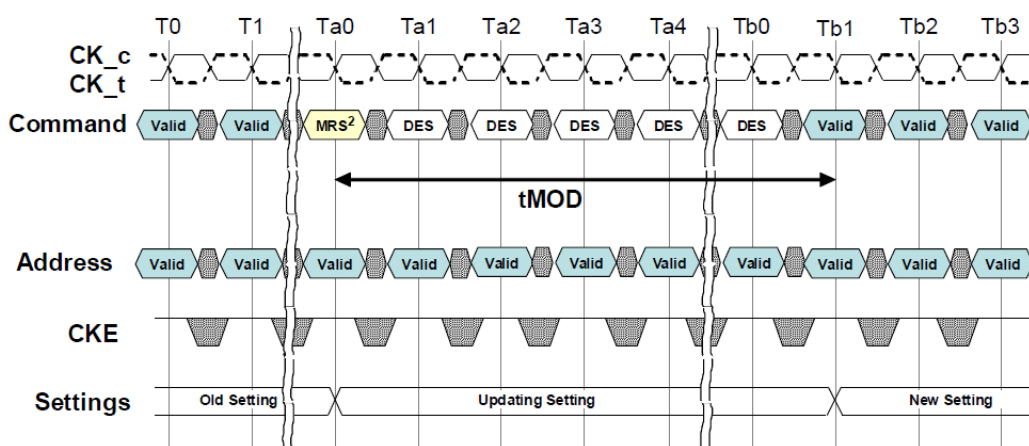 T0 T1 Ta0 Ta1 Ta2 Ta3 Ta4 Tb0 Tb1 Tb2 Tb3
CK_c
CK_t
Command Valid Valid MRS² DES DES DES DES DES Valid Valid Valid
tMOD
Address Valid Valid Valid Valid Valid Valid Valid Valid Valid Valid Valid
CKE
Settings Old Setting Updating Setting New Setting